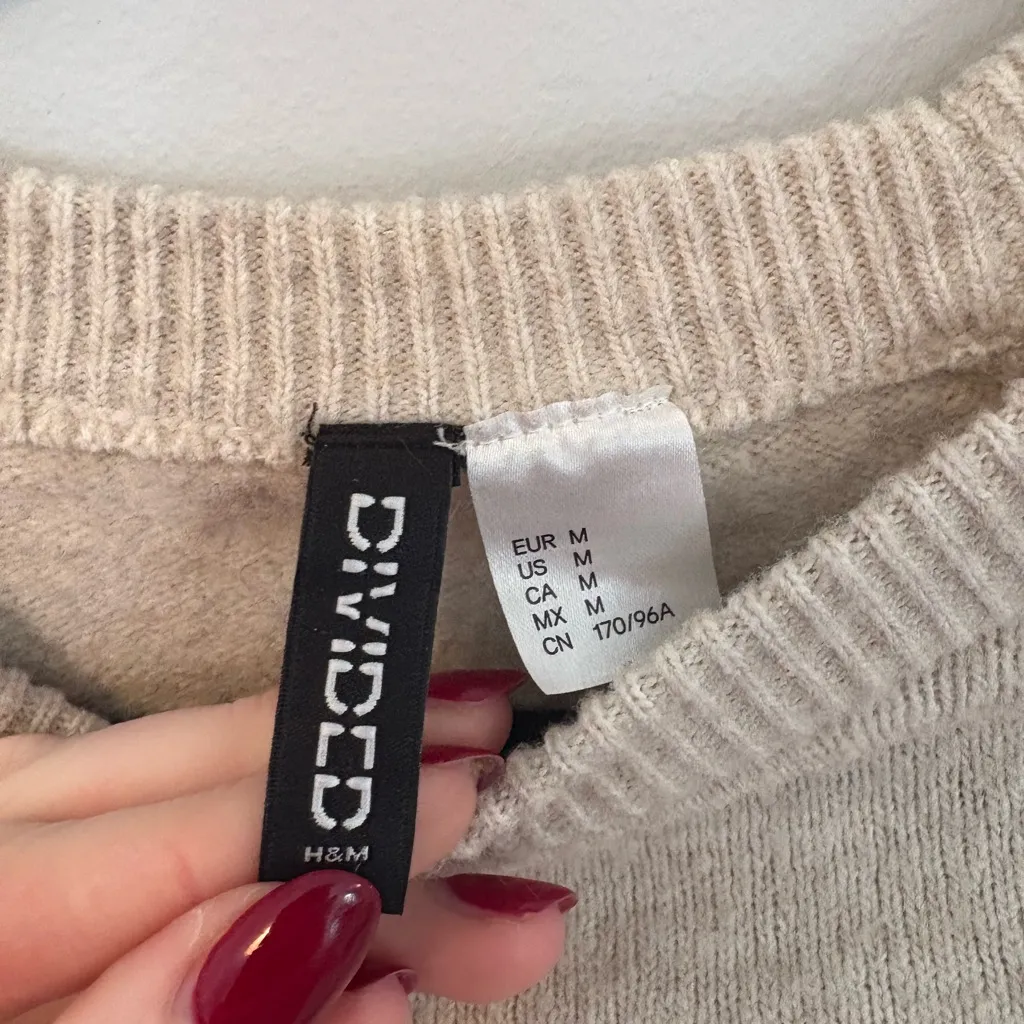 DIVIDED
H&M
EUR M
US M
CA M
MX M
CN 170/96A